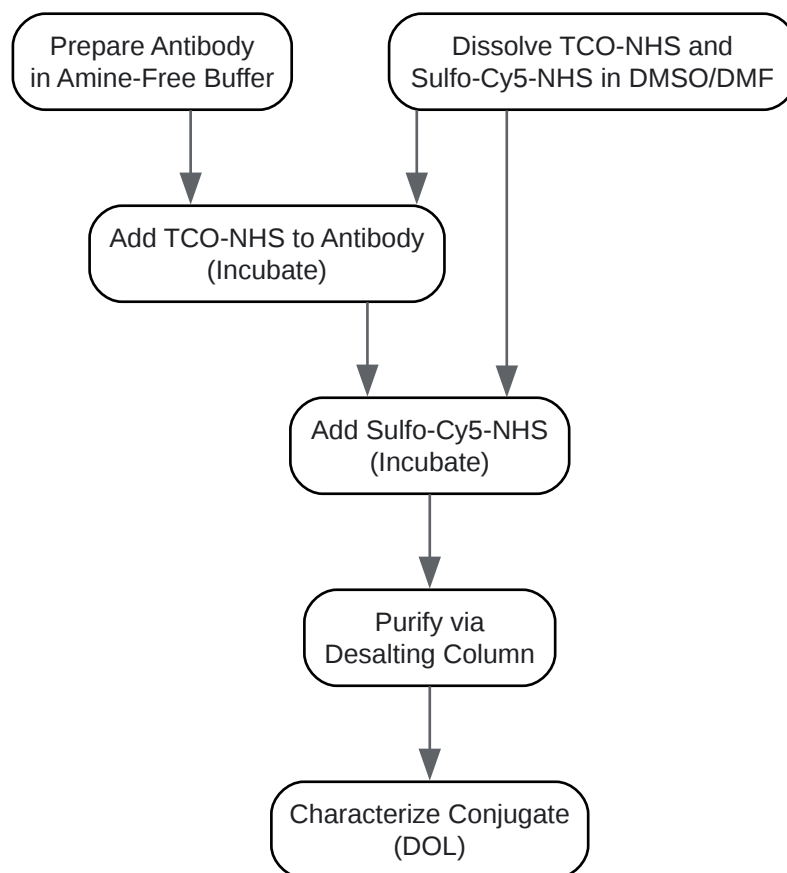 Prepare Antibody
in Amine-Free Buffer
Dissolve TCO-NHS and
Sulfo-Cy5-NHS in DMSO/DMF
Add TCO-NHS to Antibody
(Incubate)
Add Sulfo-Cy5-NHS
(Incubate)
Purify via
Desalting Column
Characterize Conjugate
(DOL)